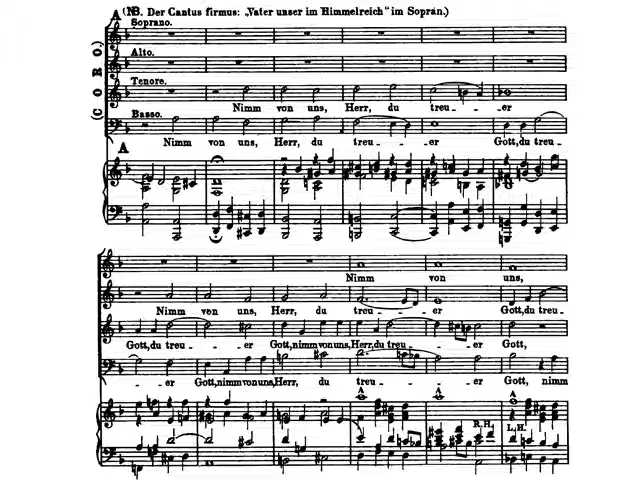 A (NB. Der Cantus firmus: „Vater unser im Himmelreich“ im Sopran.)
Soprano.
Alto.
Tenore.
Nimm von uns, Herr, du treu - - - er
(CORO.)
Basso.
Nimm von uns, Herr, du treu - - - er Gott, du treu - -
A
Nimm von uns,
Nimm von uns, Herr, du treu - - - er Gott, du
Gott, du treu - - er Gott, nimm von uns, Herr, du treu - - - er Gott, du treu - -
- - er Gott, nimm von uns, Herr, du treu - - - er Gott, nimm
A A A
R.H. L.H.